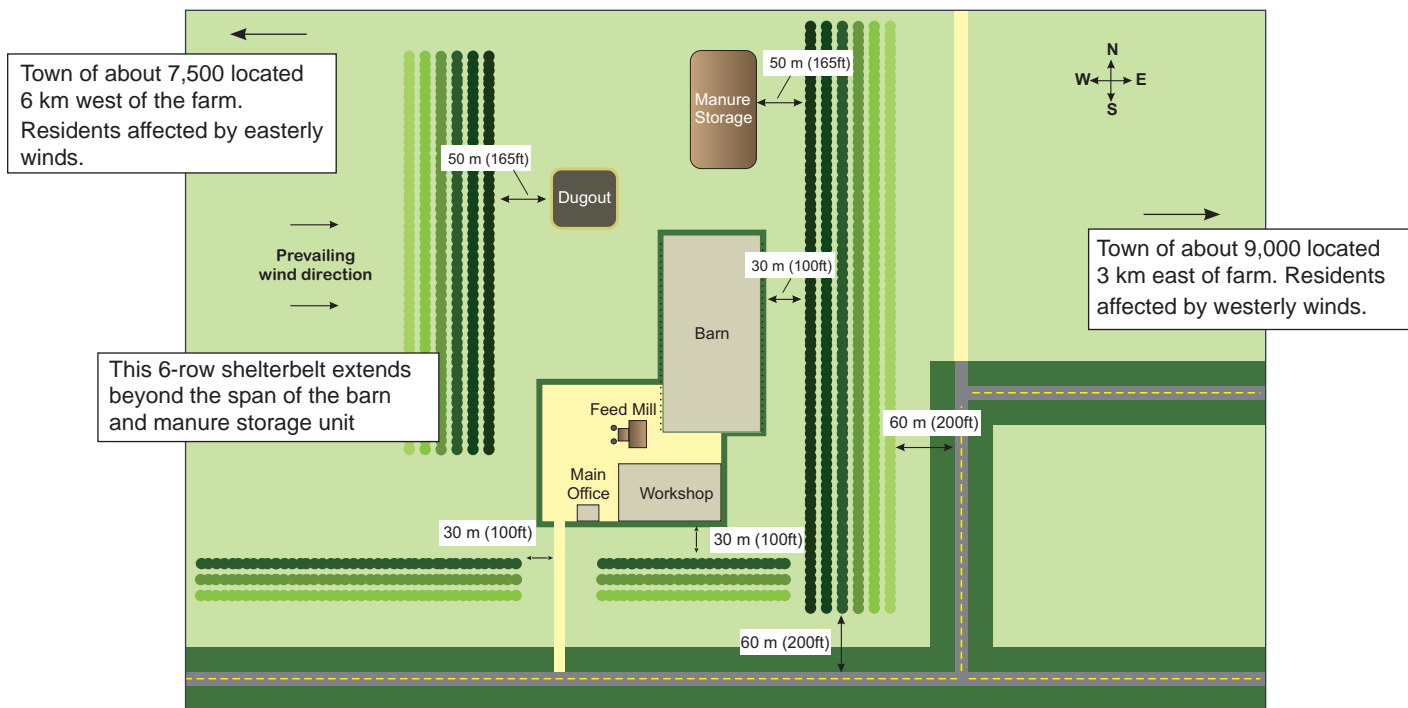 Town of about 7,500 located
6 km west of the farm.
Residents affected by easterly
winds.
50 m (165ft)
Manure
Storage
N
W
E
S
50 m (165ft)
Dugout
Prevailing
wind direction
30 m (100ft)
Town of about 9,000 located
3 km east of farm. Residents
affected by westerly winds.
Barn
This 6-row shelterbelt extends
beyond the span of the barn
and manure storage unit
Feed Mill
60 m (200ft)
Main
Office
Workshop
30 m (100ft)
30 m (100ft)
60 m (200ft)